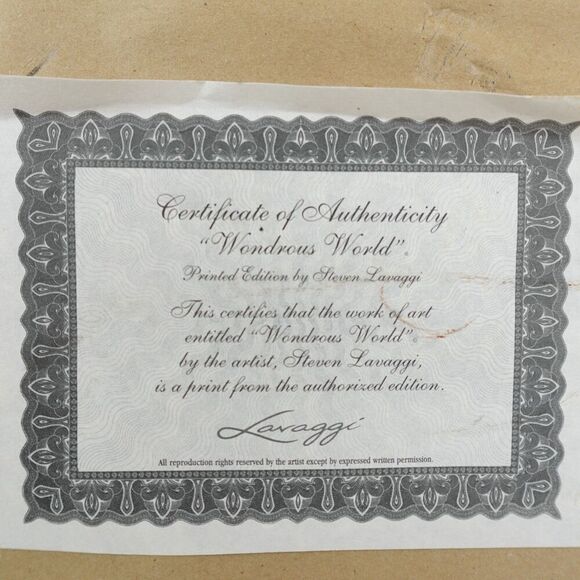 Certificate of Authenticity
"Wondrous World"©
Printed Edition by Steven Lavaggi
This certifies that the work of art
entitled "Wondrous World"©
by the artist, Steven Lavaggi,
is a print from the authorized edition.
Lavaggi
All reproduction rights reserved by the artist except by expressed written permission.